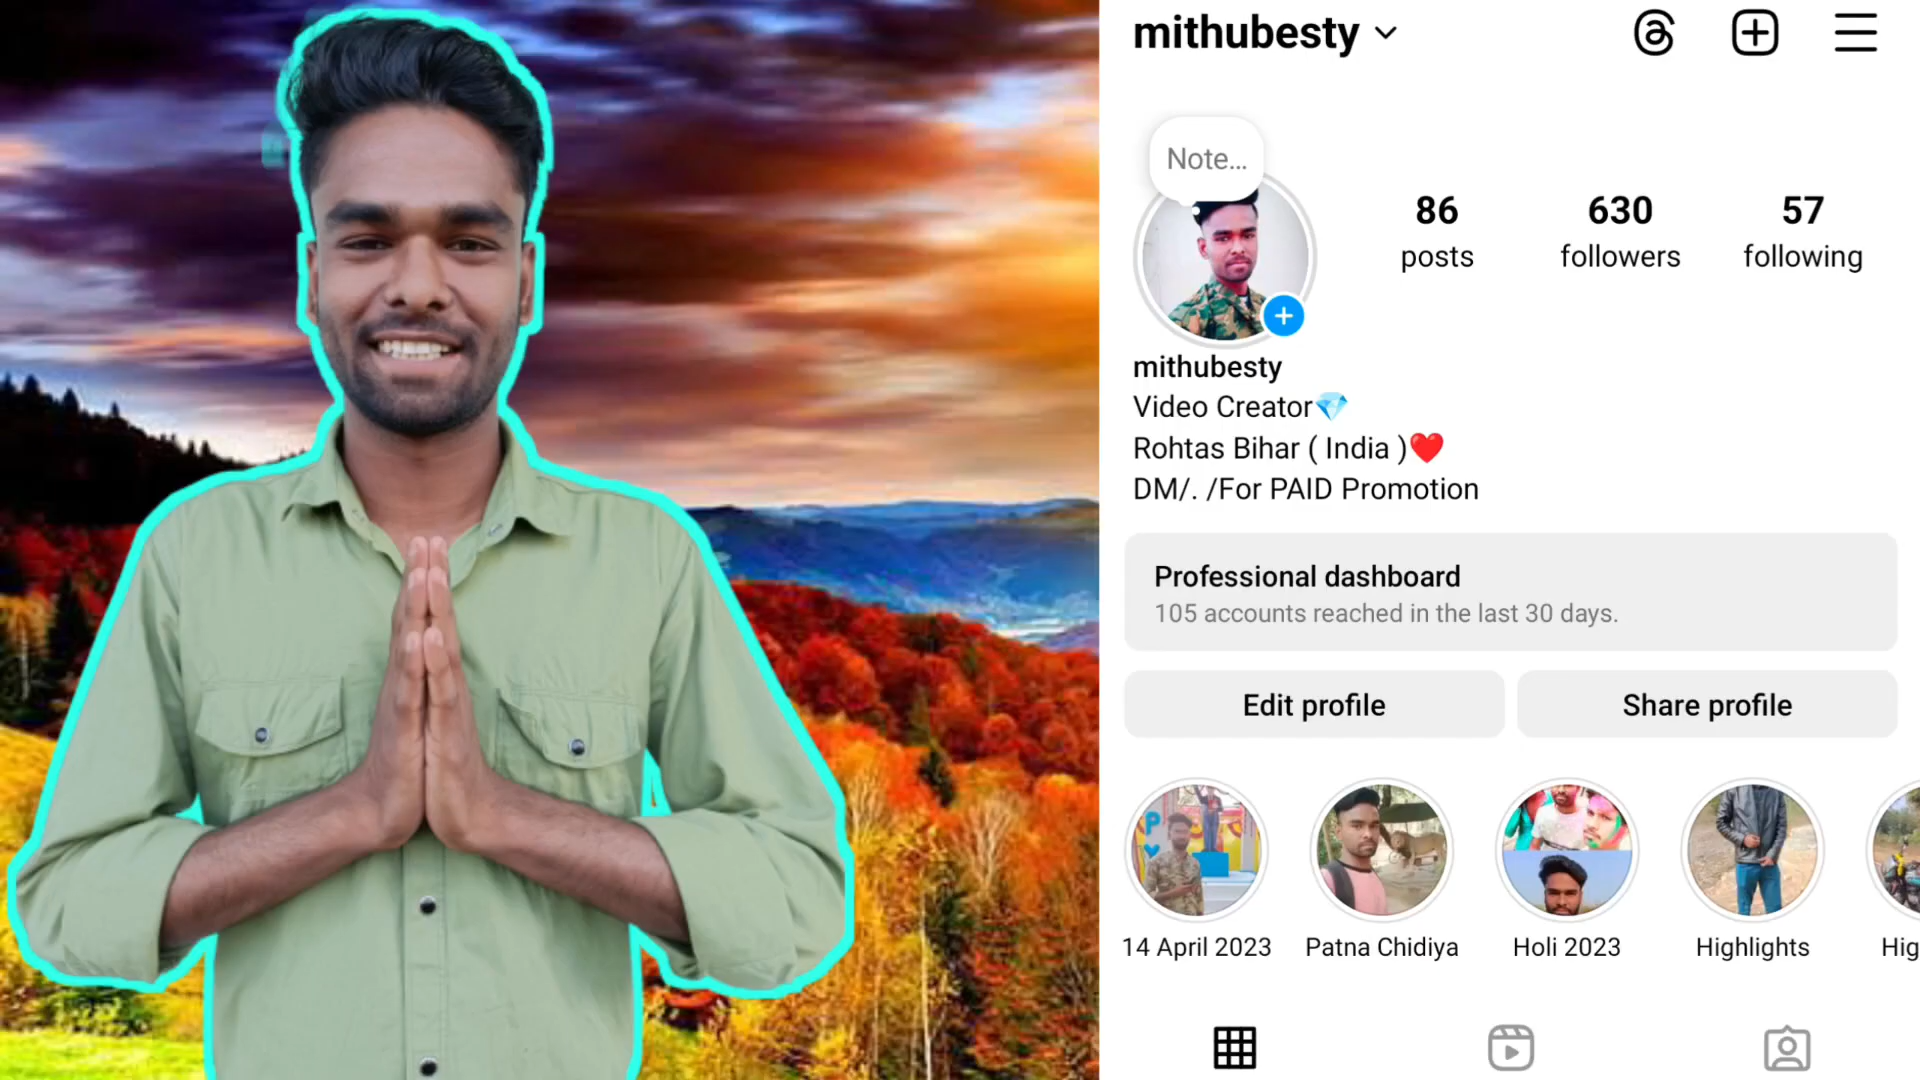 mithubesty
Note...
86 630 57
posts followers following
mithubesty
Video Creator💎
Rohtas Bihar ( India )❤️
DM/. /For PAID Promotion
Professional dashboard
105 accounts reached in the last 30 days.
Edit profile Share profile
14 April 2023 Patna Chidiya Holi 2023 Highlights Hig